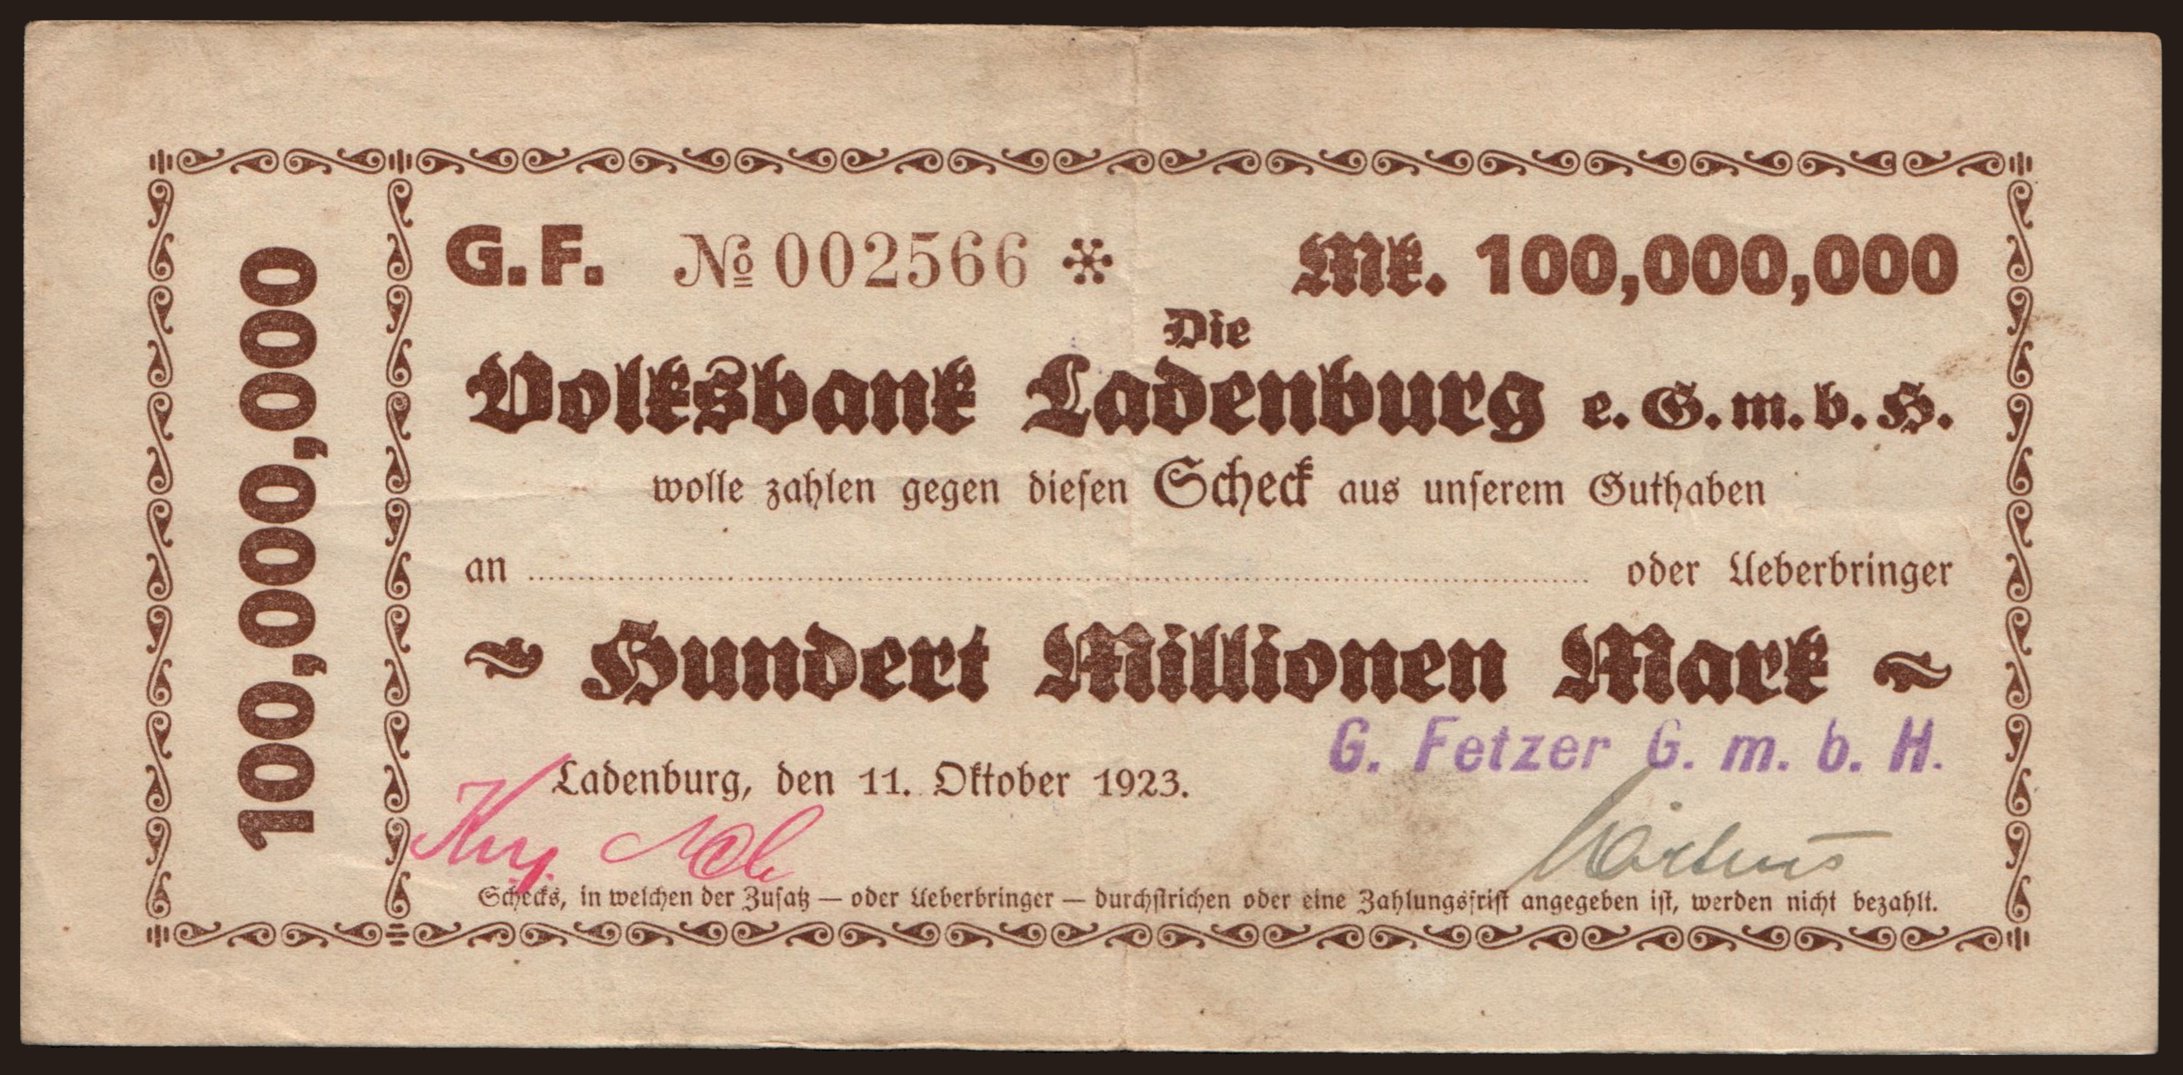 100,000,000
G.F. № 002566 * Mk. 100,000,000
Die
Volksbank Ladenburg e. G. m. b. H.
wolle zahlen gegen diesen Scheck aus unserem Guthaben
an oder Ueberbringer
~ Hundert Millionen Mark ~
G. Fetzer G. m. b. H.
Ladenburg, den 11. Oktober 1923.
Schecks, in welchen der Zusatz — oder Ueberbringer — durchstrichen oder eine Zahlungsfrist angegeben ist, werden nicht bezahlt.